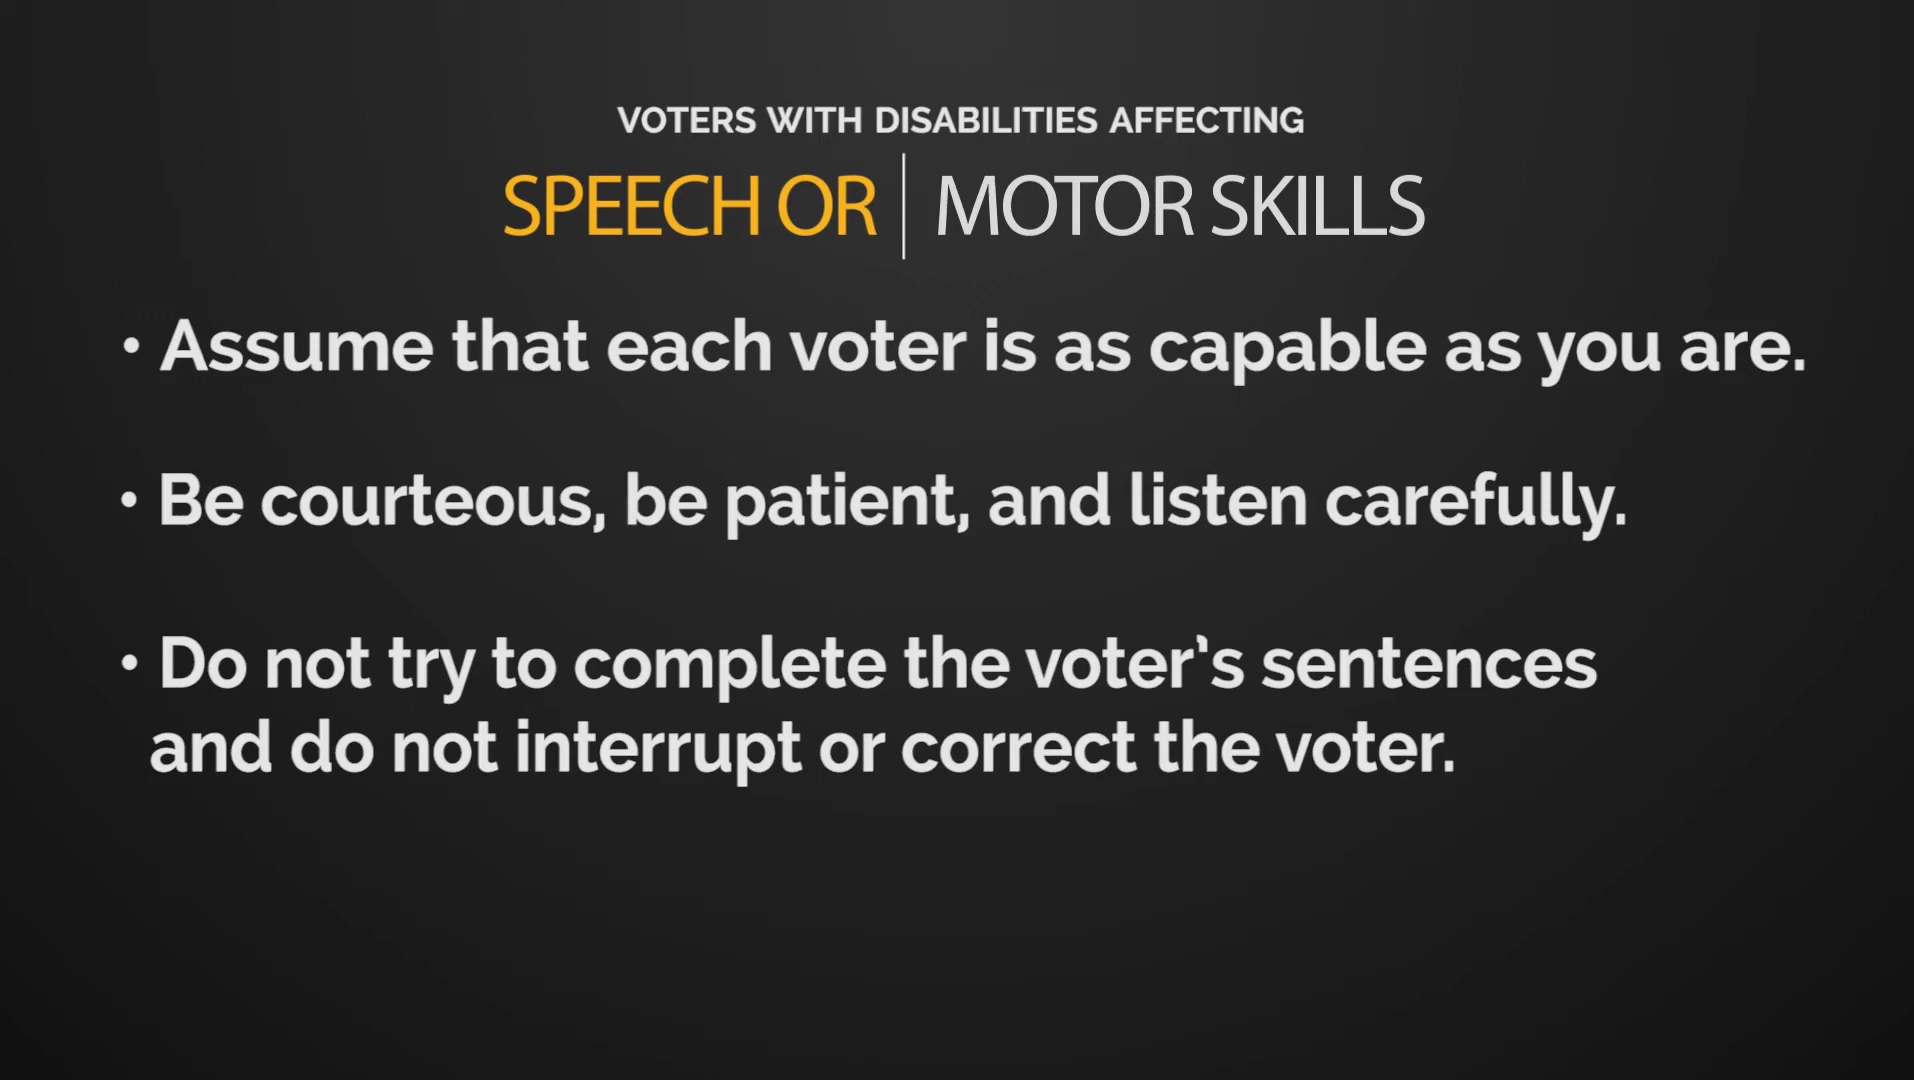 VOTERS WITH DISABILITIES AFFECTING
SPEECH OR MOTOR SKILLS
• Assume that each voter is as capable as you are.
• Be courteous, be patient, and listen carefully.
• Do not try to complete the voter’s sentences
and do not interrupt or correct the voter.